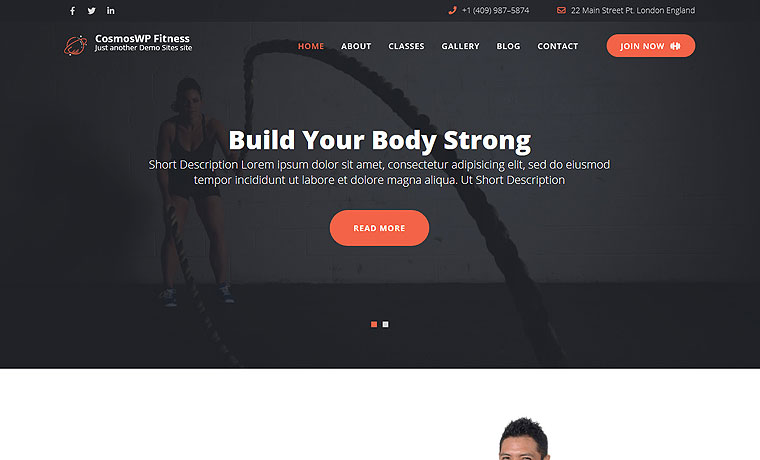 +1 (409) 987–5874
22 Main Street Pt. London England
CosmosWP Fitness
Just another Demo Sites site
HOME ABOUT CLASSES GALLERY BLOG CONTACT
JOIN NOW
Build Your Body Strong
Short Description Lorem ipsum dolor sit amet, consectetur adipisicing elit, sed do eiusmod
tempor incididunt ut labore et dolore magna aliqua. Ut Short Description
READ MORE